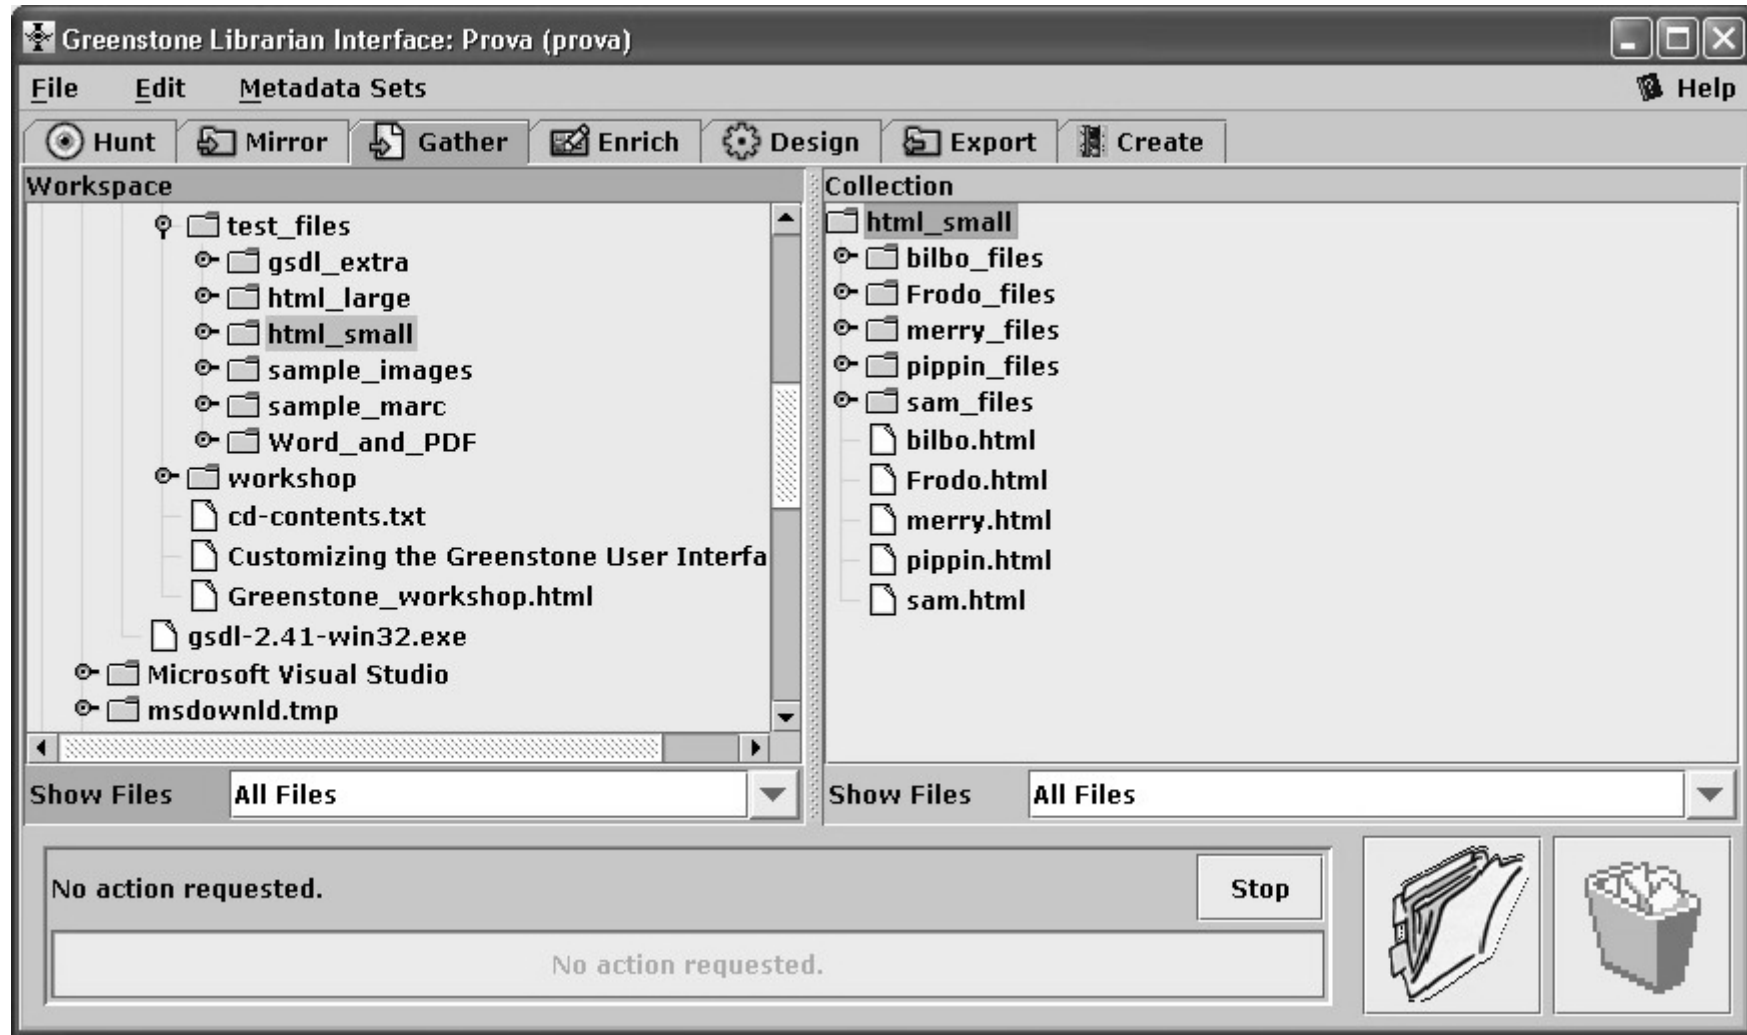 Greenstone Librarian Interface: Prova (prova)
File Edit Metadata Sets Help
Hunt Mirror Gather Enrich Design Export Create
Workspace
test_files
gsdl_extra
html_large
html_small
sample_images
sample_marc
Word_and_PDF
workshop
cd-contents.txt
Customizing the Greenstone User Interfa
Greenstone_workshop.html
gsdl-2.41-win32.exe
Microsoft Visual Studio
msdownld.tmp
Show Files All Files
Collection
html_small
bilbo_files
Frodo_files
merry_files
pippin_files
sam_files
bilbo.html
Frodo.html
merry.html
pippin.html
sam.html
Show Files All Files
No action requested. Stop
No action requested.